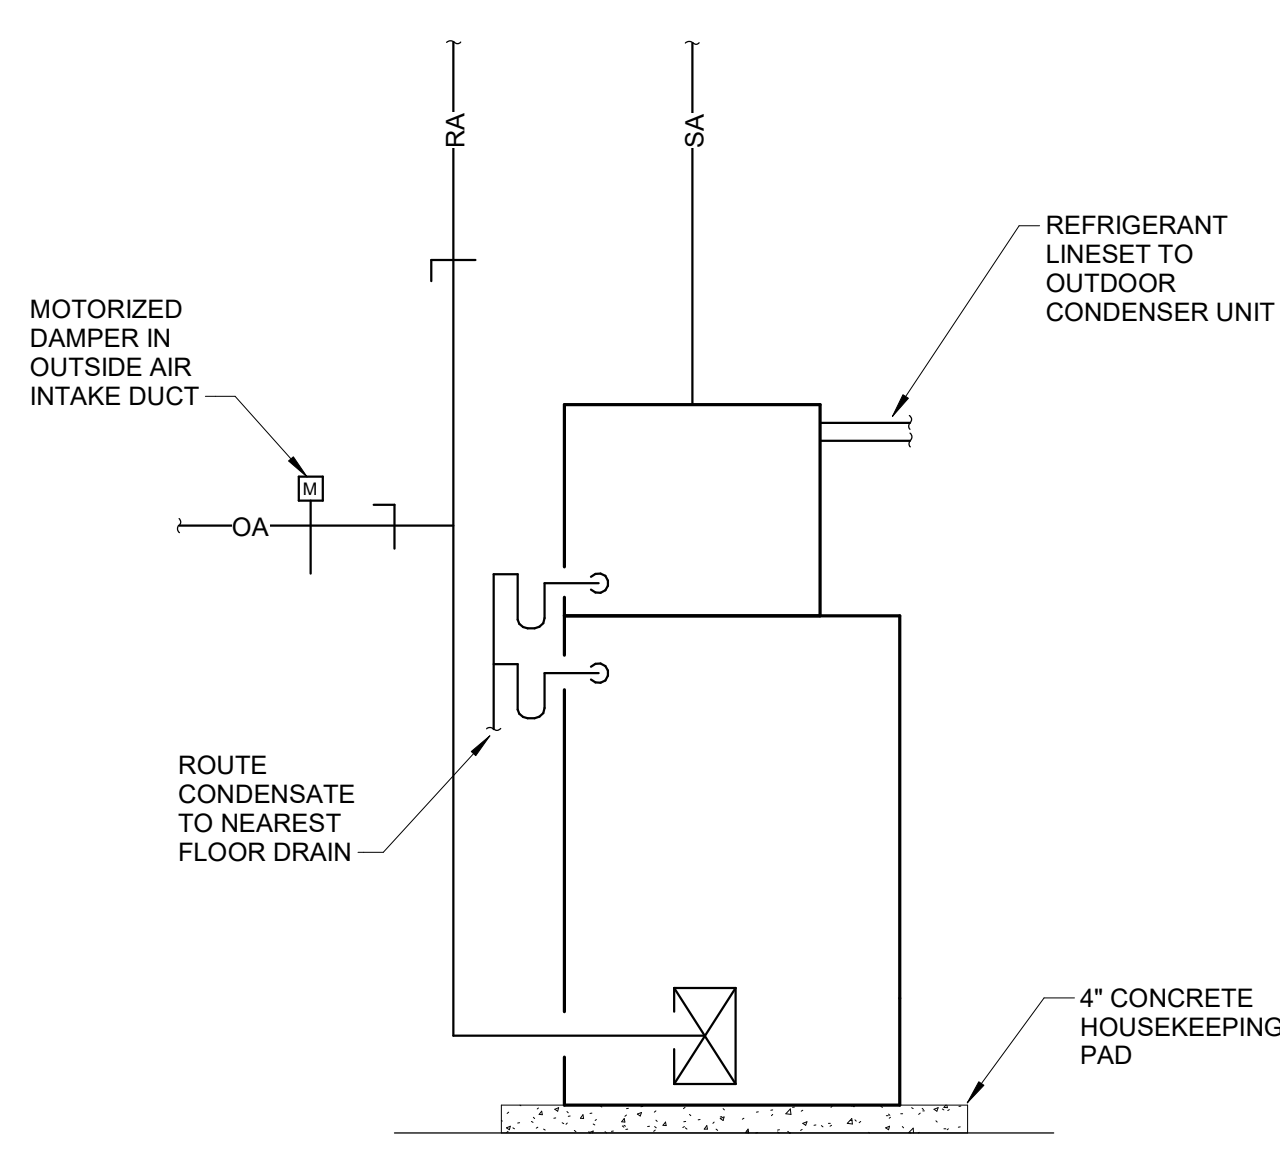 RA
SA
REFRIGERANT
LINESET TO
OUTDOOR
CONDENSER UNIT
MOTORIZED
DAMPER IN
OUTSIDE AIR
INTAKE DUCT
M
OA
ROUTE
CONDENSATE
TO NEAREST
FLOOR DRAIN
4" CONCRETE
HOUSEKEEPING
PAD